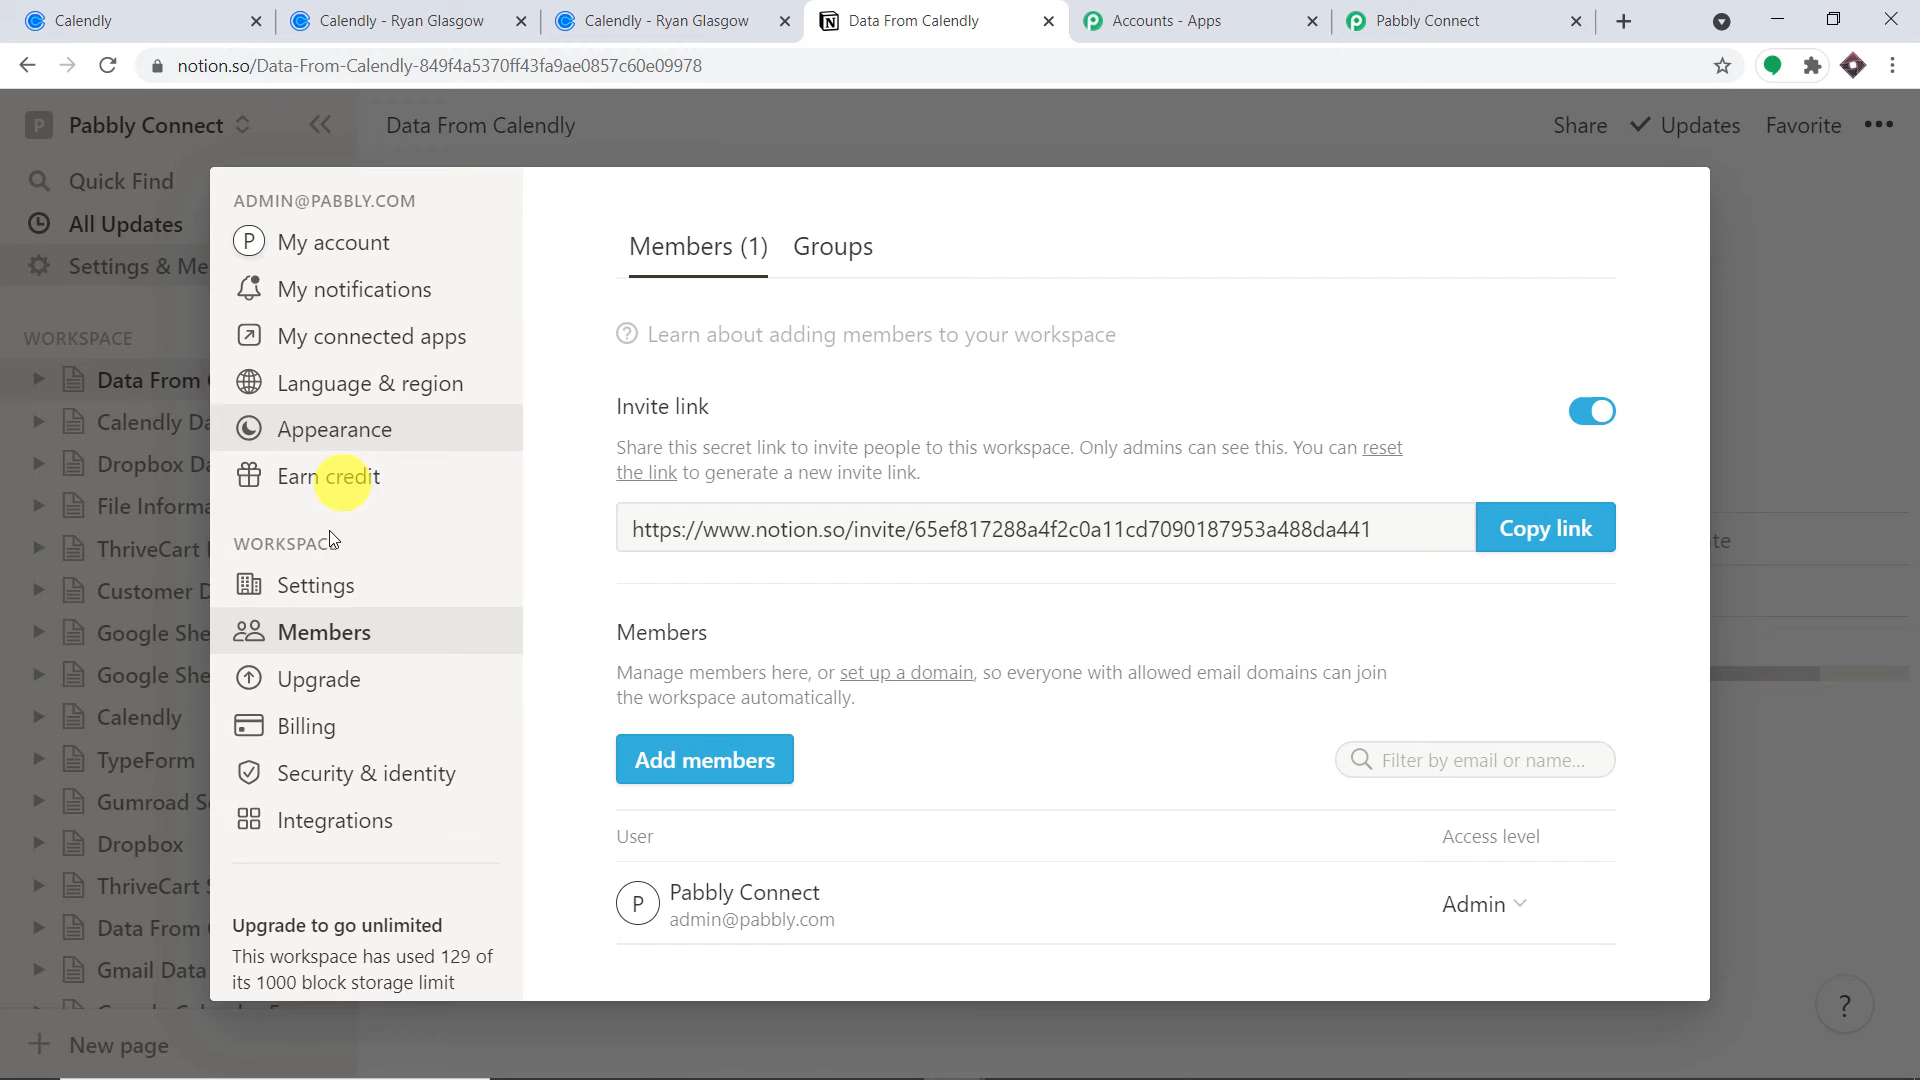 Calendly
Calendly - Ryan Glasgow
Calendly - Ryan Glasgow
Data From Calendly
Accounts - Apps
Pabbly Connect
notion.so/Data-From-Calendly-849f4a5370ff43fa9ae0857c60e09978
P Pabbly Connect
Data From Calendly
Share
Updates
Favorite
Quick Find
All Updates
Settings & Me
WORKSPACE
Data From
Calendly Da
Dropbox Da
File Informa
ThriveCart
Customer D
Google She
Google She
Calendly
TypeForm
Gumroad S
Dropbox
ThriveCart S
Data From
Gmail Data
New page
ADMIN@PABBLY.COM
P My account
My notifications
My connected apps
Language & region
Appearance
Earn credit
WORKSPACE
Settings
Members
Upgrade
Billing
Security & identity
Integrations
Upgrade to go unlimited
This workspace has used 129 of
its 1000 block storage limit
Members (1)
Groups
Learn about adding members to your workspace
Invite link
Share this secret link to invite people to this workspace. Only admins can see this. You can reset
the link to generate a new invite link.
https://www.notion.so/invite/65ef817288a4f2c0a11cd7090187953a488da441
Copy link
Members
Manage members here, or set up a domain, so everyone with allowed email domains can join
the workspace automatically.
Add members
Filter by email or name...
User
Access level
P Pabbly Connect
admin@pabbly.com
Admin
te
?